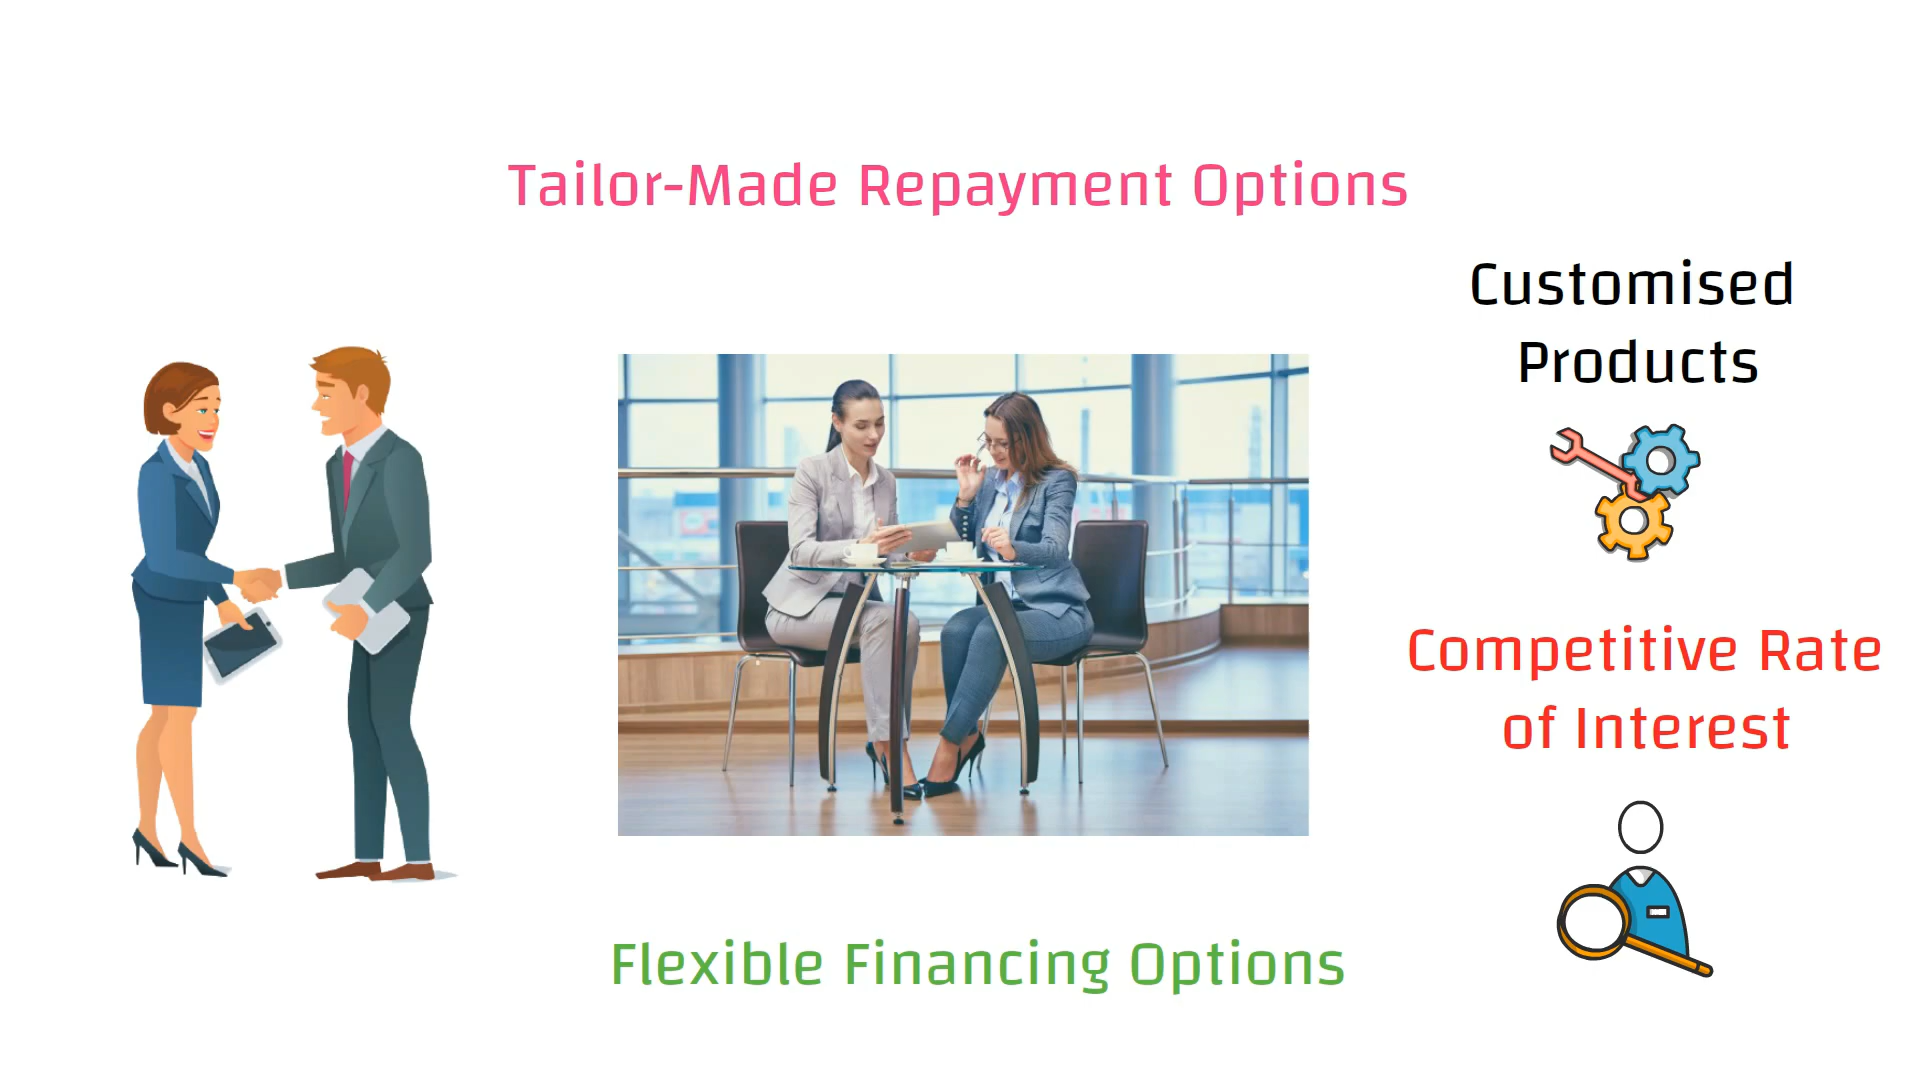 Tailor-Made Repayment Options
Customised
Products
Competitive Rate
of Interest
Flexible Financing Options